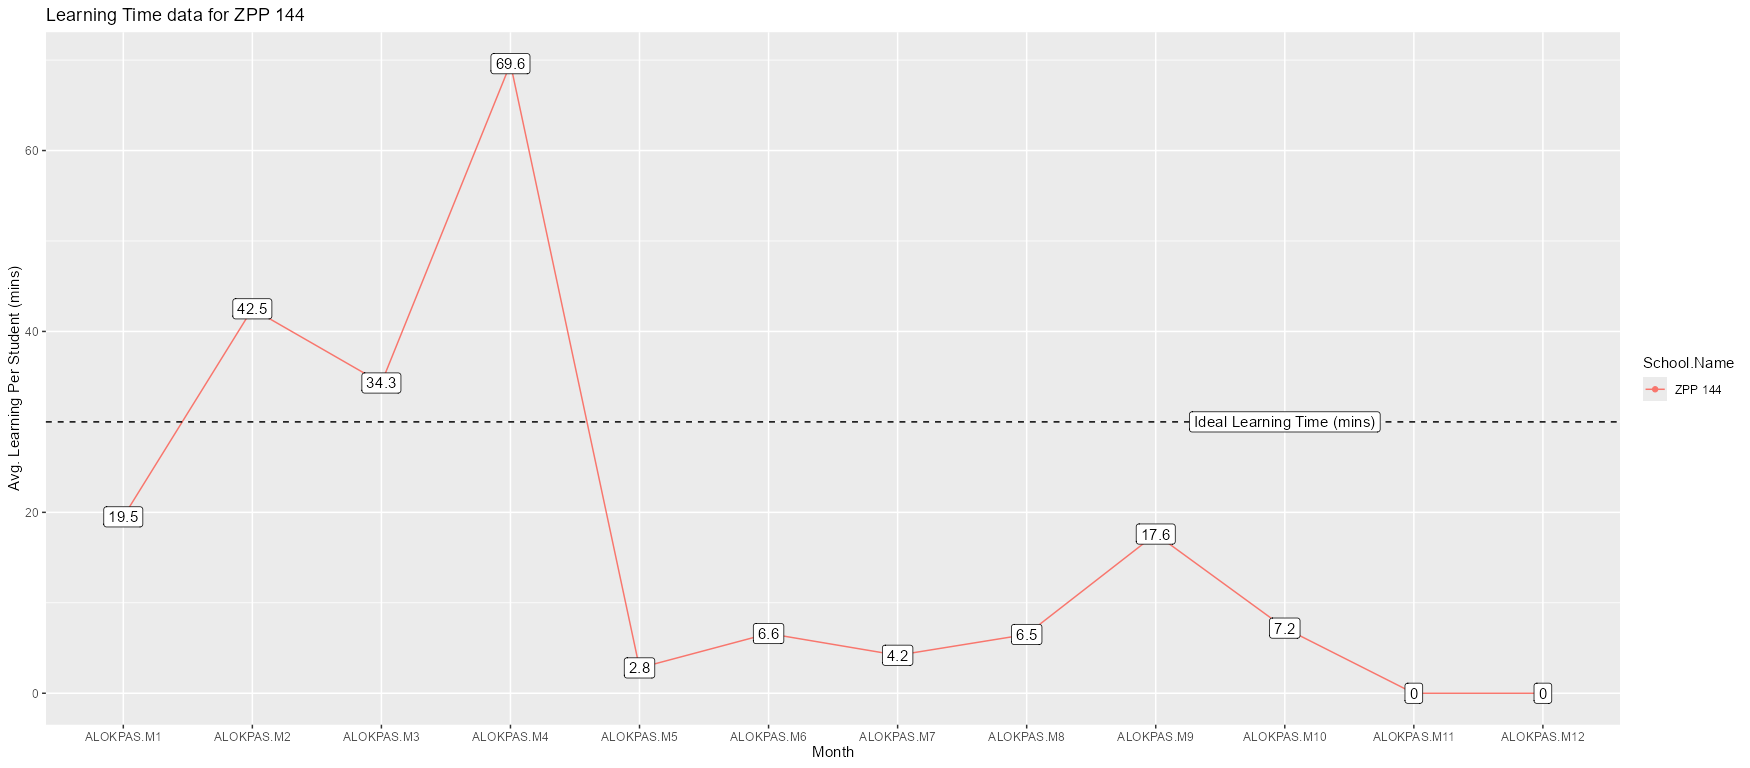 Learning Time data for ZPP 144
Avg. Learning Per Student (mins)
60
40
20
0
19.5
42.5
34.3
69.6
2.8
6.6
4.2
6.5
17.6
7.2
0
0
Ideal Learning Time (mins)
ALOKPAS.M1 ALOKPAS.M2 ALOKPAS.M3 ALOKPAS.M4 ALOKPAS.M5 ALOKPAS.M6 ALOKPAS.M7 ALOKPAS.M8 ALOKPAS.M9 ALOKPAS.M10 ALOKPAS.M11 ALOKPAS.M12
Month
School.Name
ZPP 144